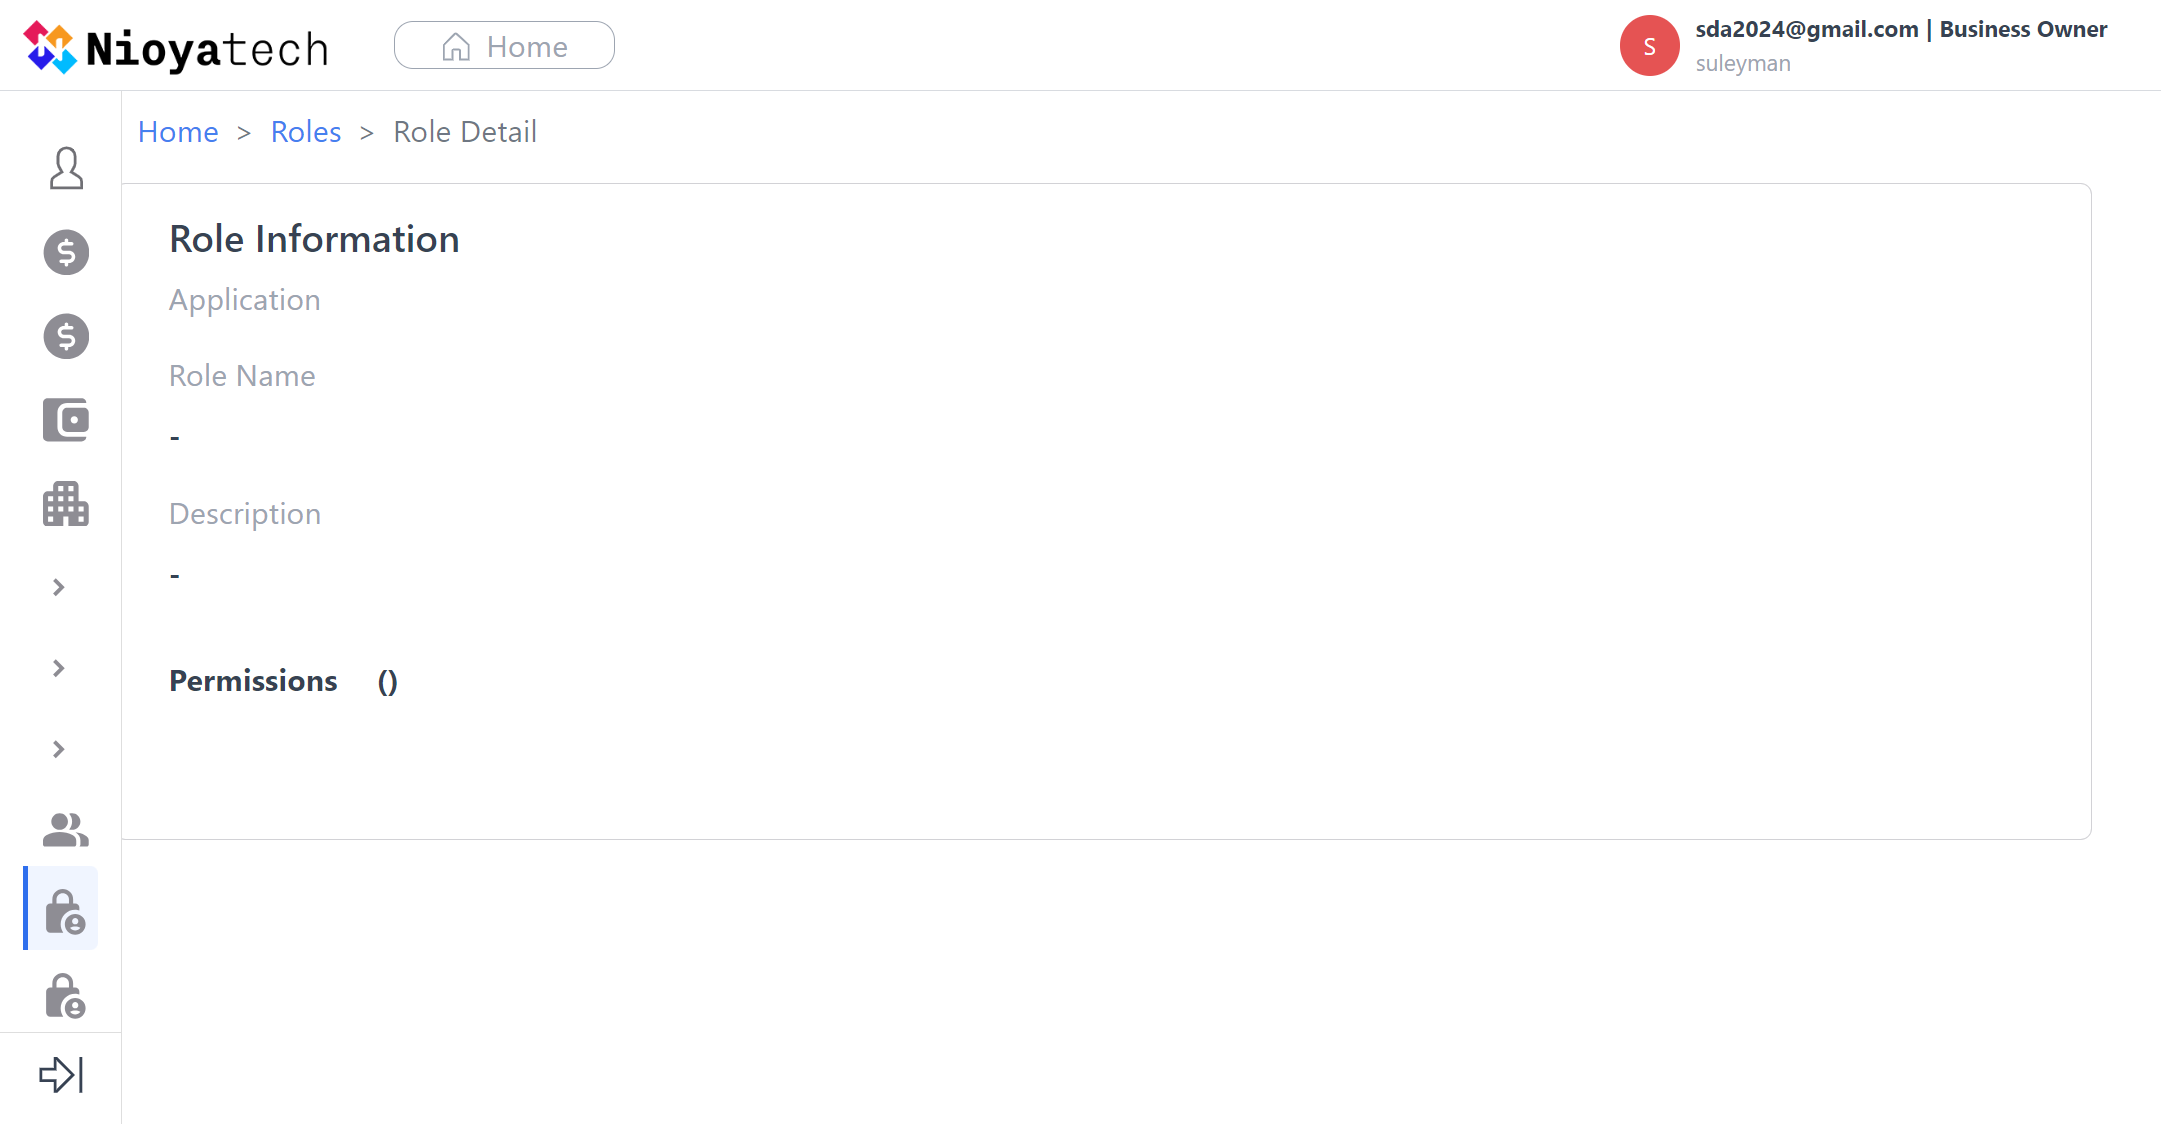 Nioyatech
Home
S
sda2024@gmail.com | Business Owner
suleyman
Home > Roles > Role Detail
Role Information
Application
Role Name
-
Description
-
Permissions ()